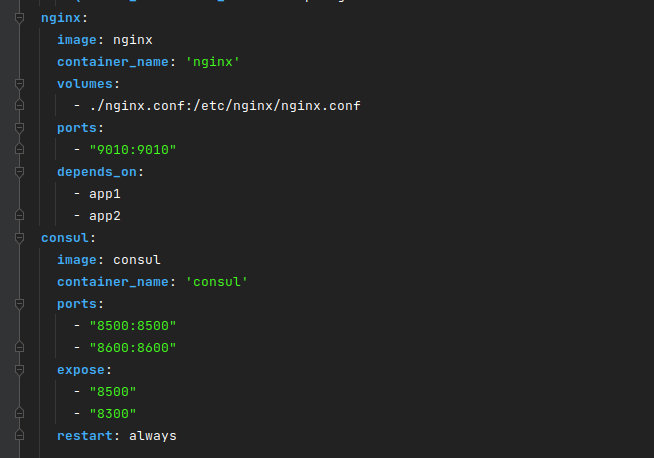 nginx:
  image: nginx
  container_name: 'nginx'
  volumes:
    - ./nginx.conf:/etc/nginx/nginx.conf
  ports:
    - "9010:9010"
  depends_on:
    - app1
    - app2
consul:
  image: consul
  container_name: 'consul'
  ports:
    - "8500:8500"
    - "8600:8600"
  expose:
    - "8500"
    - "8300"
  restart: always